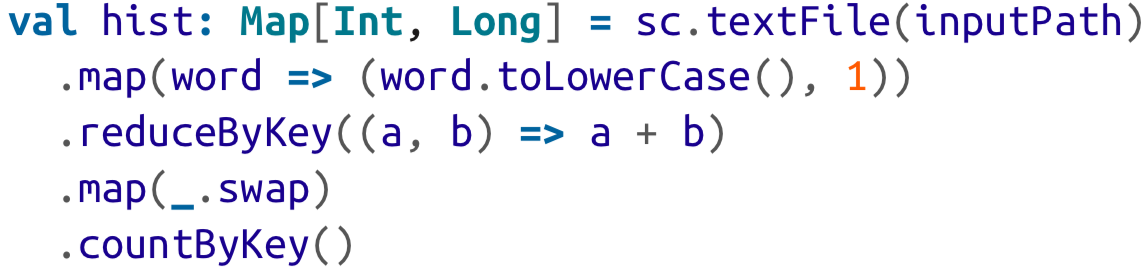 val hist: Map[Int, Long] = sc.textFile(inputPath)
  .map(word => (word.toLowerCase(), 1))
  .reduceByKey((a, b) => a + b)
  .map(_.swap)
  .countByKey()